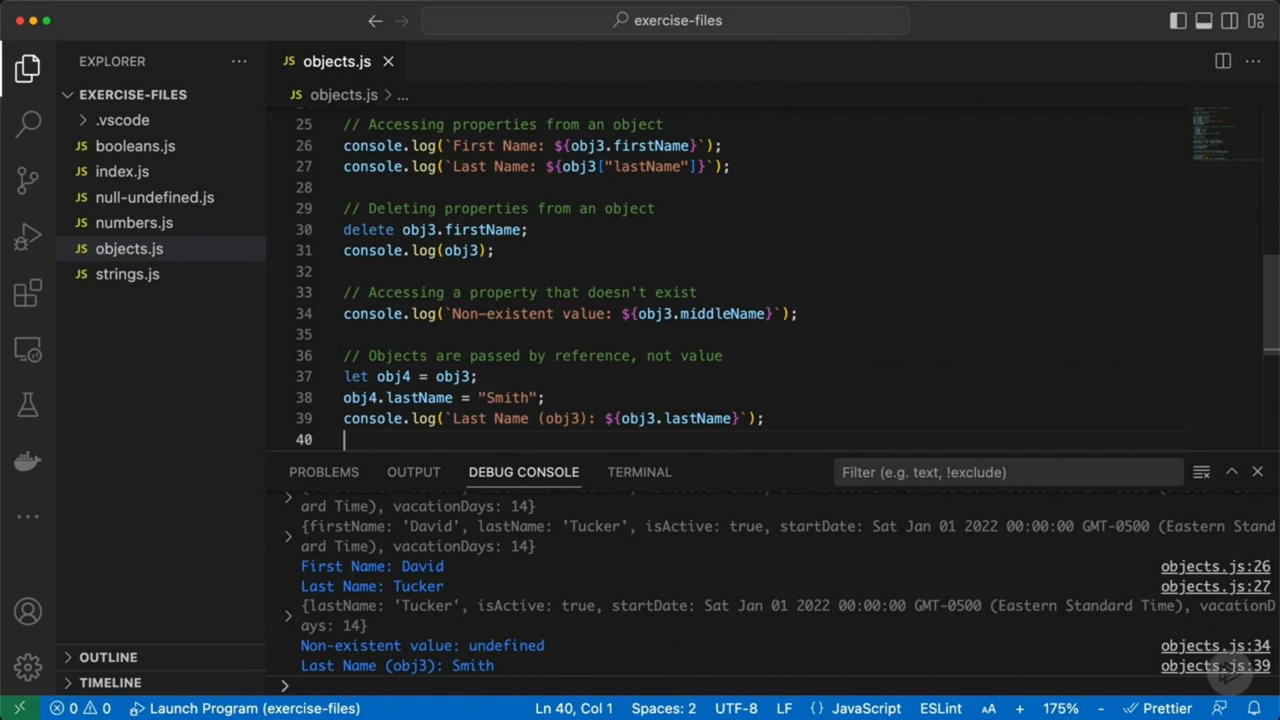 exercise-files
EXPLORER
EXERCISE-FILES
.vscode
JS booleans.js
JS index.js
JS null-undefined.js
JS numbers.js
JS objects.js
JS strings.js
OUTLINE
TIMELINE
JS objects.js
JS objects.js > ...
25 // Accessing properties from an object
26 console.log(`First Name: ${obj3.firstName}`);
27 console.log(`Last Name: ${obj3["lastName"]}`);
28
29 // Deleting properties from an object
30 delete obj3.firstName;
31 console.log(obj3);
32
33 // Accessing a property that doesn't exist
34 console.log(`Non-existent value: ${obj3.middleName}`);
35
36 // Objects are passed by reference, not value
37 let obj4 = obj3;
38 obj4.lastName = "Smith";
39 console.log(`Last Name (obj3): ${obj3.lastName}`);
40
PROBLEMS OUTPUT DEBUG CONSOLE TERMINAL Filter (e.g. text, !exclude)
ard Time), vacationDays: 14}
{firstName: 'David', lastName: 'Tucker', isActive: true, startDate: Sat Jan 01 2022 00:00:00 GMT-0500 (Eastern Stand
ard Time), vacationDays: 14}
First Name: David objects.js:26
Last Name: Tucker objects.js:27
{lastName: 'Tucker', isActive: true, startDate: Sat Jan 01 2022 00:00:00 GMT-0500 (Eastern Standard Time), vacationD
ays: 14}
Non-existent value: undefined objects.js:34
Last Name (obj3): Smith objects.js:39
>
0 0 Launch Program (exercise-files) Ln 40, Col 1 Spaces: 2 UTF-8 LF {} JavaScript ESLint AA + 175% - Prettier